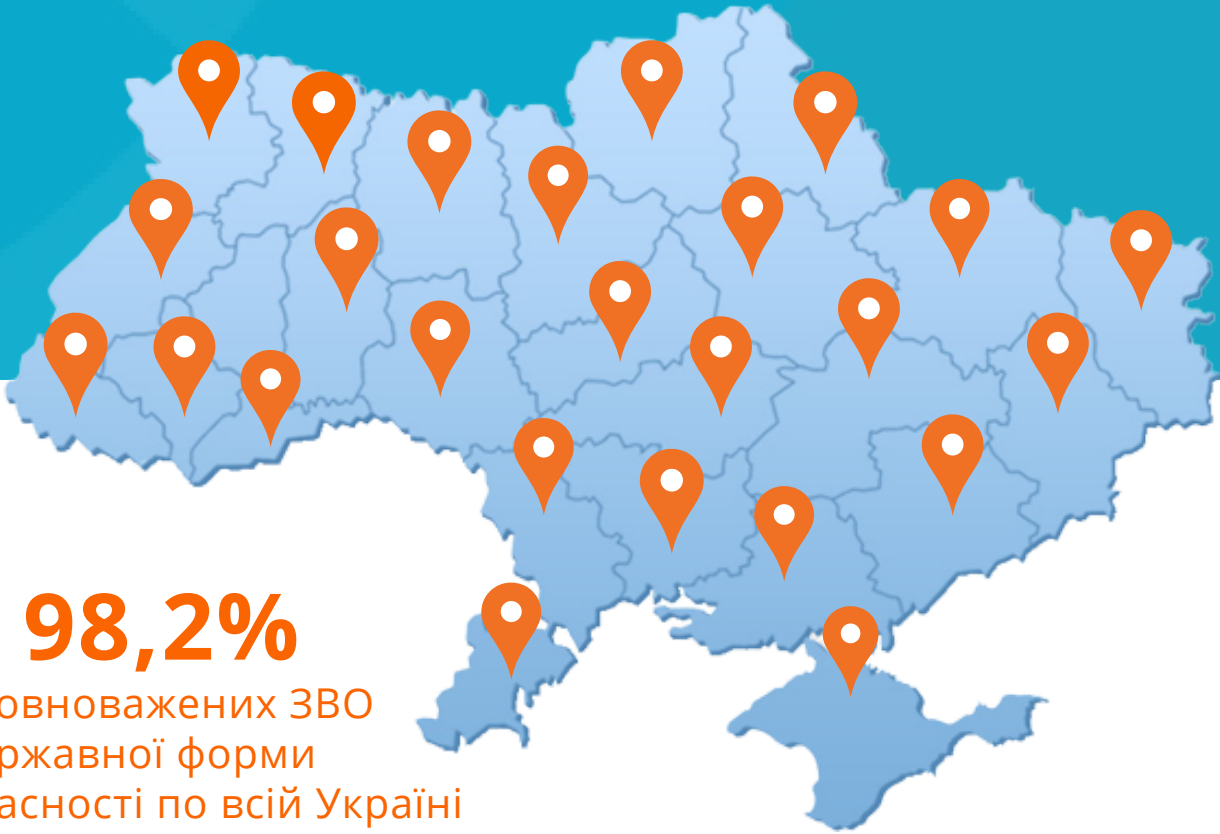 98,2%
овноважених ЗВО
ржавної форми
асності по всій Україні